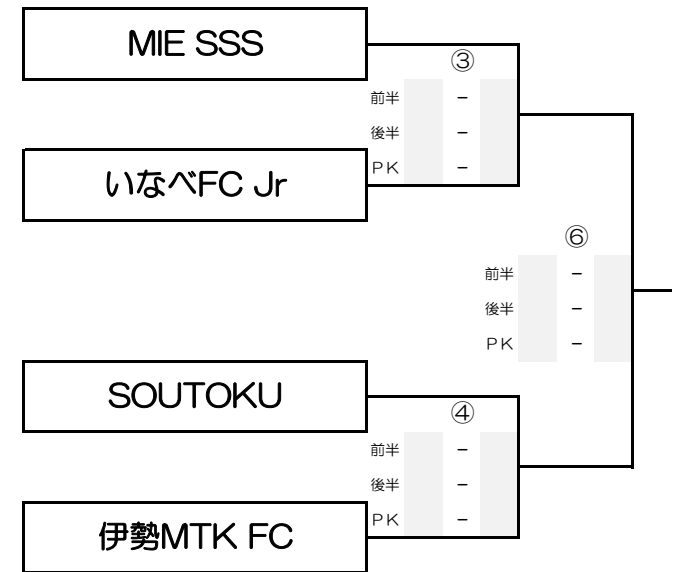 MIE SSS
③
前半 -
後半 -
PK -
いなべFC Jr
⑥
前半 -
後半 -
PK -
SOUTOKU
④
前半 -
後半 -
PK -
伊勢MTK FC